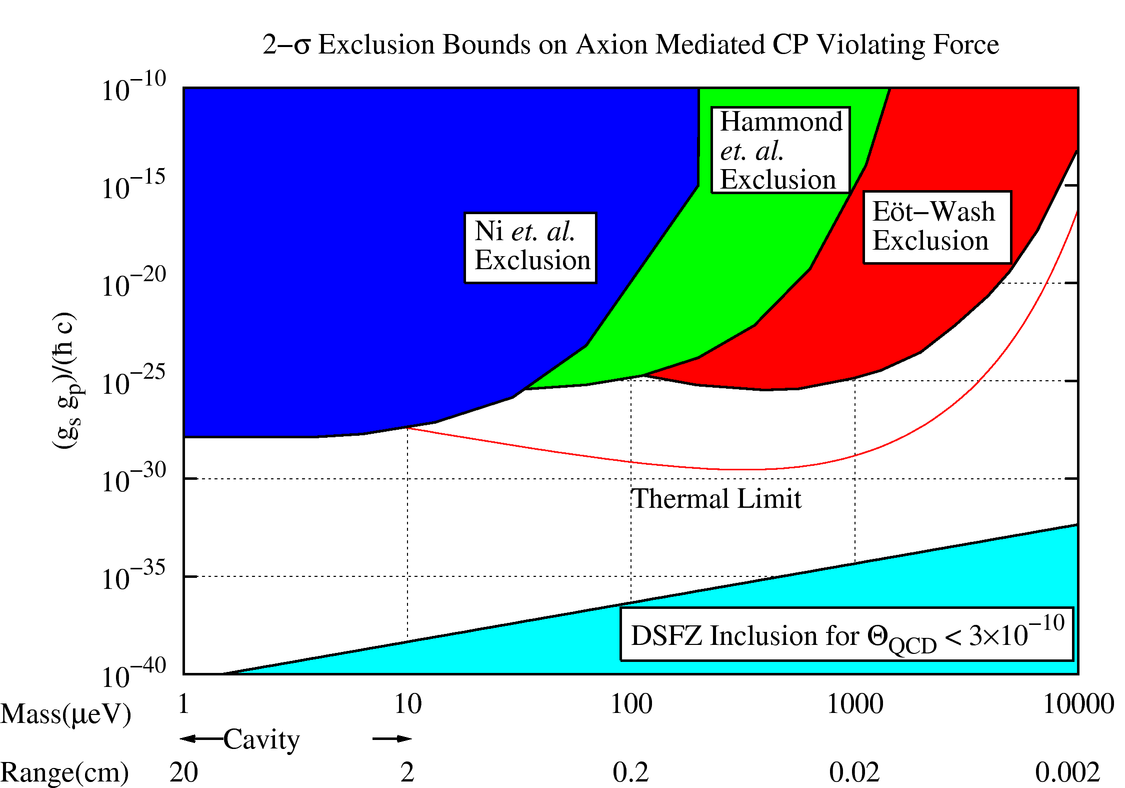 2−σ Exclusion Bounds on Axion Mediated CP Violating Force
10⁻¹⁰
10⁻¹⁵
10⁻²⁰
10⁻²⁵
10⁻³⁰
10⁻³⁵
10⁻⁴⁰
(gₛ gₚ)/(ħ c)
Hammond
et. al.
Exclusion
Ni et. al.
Exclusion
Eöt−Wash
Exclusion
Thermal Limit
DSFZ Inclusion for Θ_QCD < 3×10⁻¹⁰
Mass(μeV) 1 10 100 1000 10000
Cavity
Range(cm) 20 2 0.2 0.02 0.002